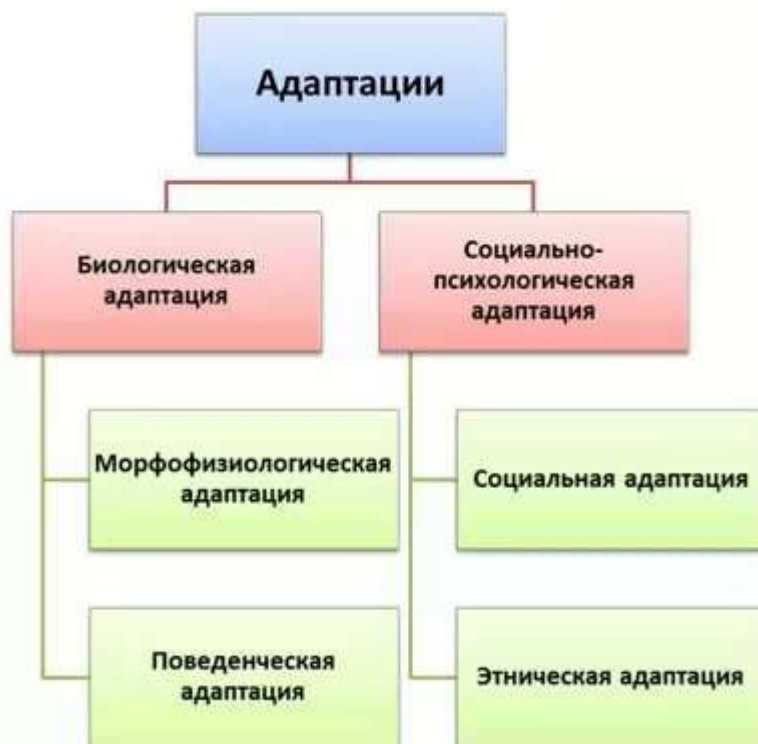 Адаптации
Биологическая
адаптация
Социально-
психологическая
адаптация
Морфофизиологическая
адаптация
Социальная адаптация
Поведенческая
адаптация
Этническая адаптация